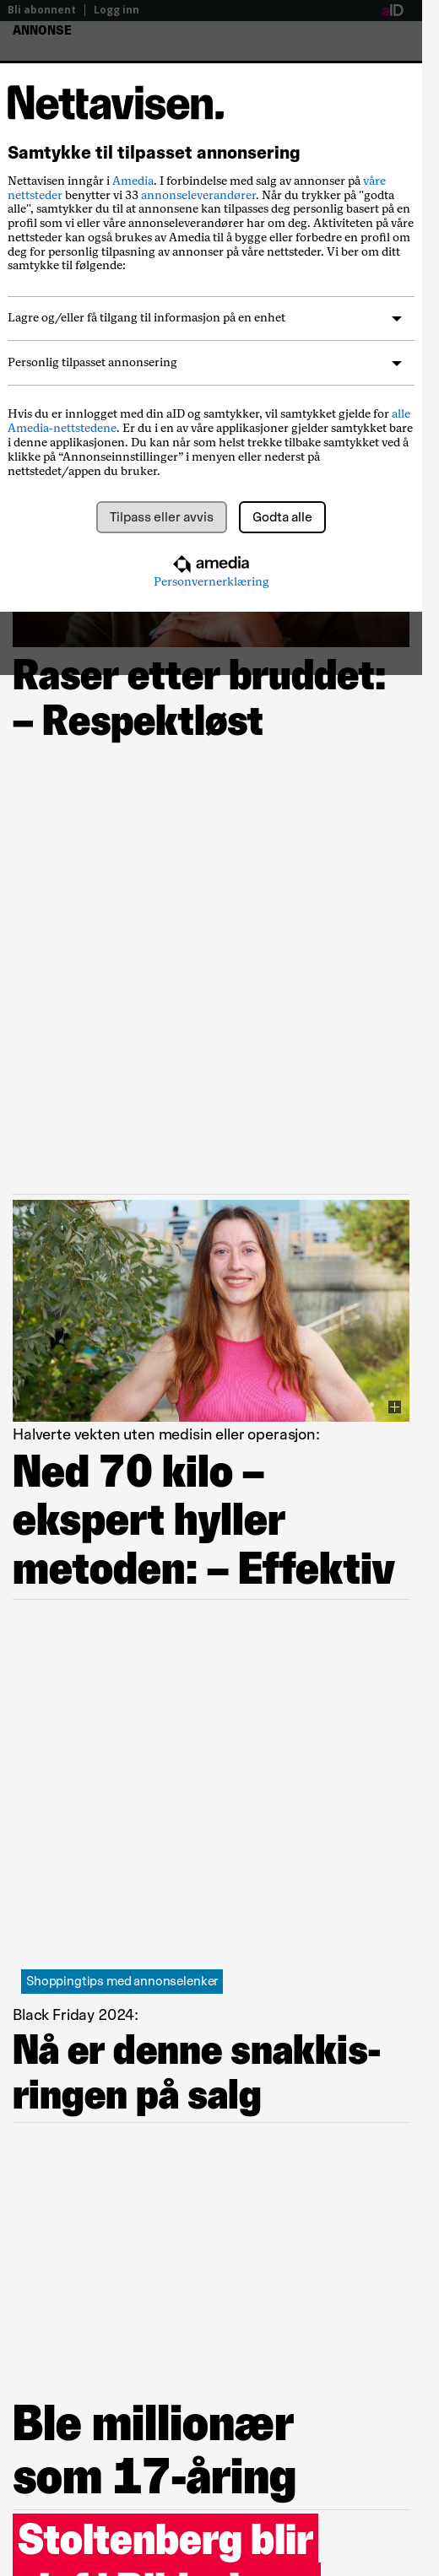 Bli abonnent | Logg inn
aID
ANNONSE
Nettavisen.
Samtykke til tilpasset annonsering
Nettavisen inngår i Amedia. I forbindelse med salg av annonser på våre
nettsteder benytter vi 33 annonseleverandører. Når du trykker på "godta
alle", samtykker du til at annonsene kan tilpasses deg personlig basert på en
profil som vi eller våre annonseleverandører har om deg. Aktiviteten på våre
nettsteder kan også brukes av Amedia til å bygge eller forbedre en profil om
deg for personlig tilpasning av annonser på våre nettsteder. Vi ber om ditt
samtykke til følgende:
Lagre og/eller få tilgang til informasjon på en enhet
Personlig tilpasset annonsering
Hvis du er innlogget med din aID og samtykker, vil samtykket gjelde for alle
Amedia-nettstedene. Er du i en av våre applikasjoner gjelder samtykket bare
i denne applikasjonen. Du kan når som helst trekke tilbake samtykket ved å
klikke på “Annonseinnstillinger” i menyen eller nederst på
nettstedet/appen du bruker.
Tilpass eller avvis
Godta alle
amedia
Personvernerklæring
Raser etter bruddet:
– Respektløst
Halverte vekten uten medisin eller operasjon:
Ned 70 kilo –
ekspert hyller
metoden: – Effektiv
Shoppingtips med annonselenker
Black Friday 2024:
Nå er denne snakkis-
ringen på salg
Ble millionær
som 17-åring
Stoltenberg blir